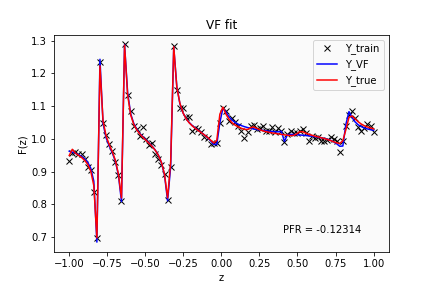 VF fit
Y_train
Y_VF
Y_true
F(z)
1.3
1.2
1.1
1.0
0.9
0.8
0.7
PFR = -0.12314
−1.00 −0.75 −0.50 −0.25 0.00 0.25 0.50 0.75 1.00
z